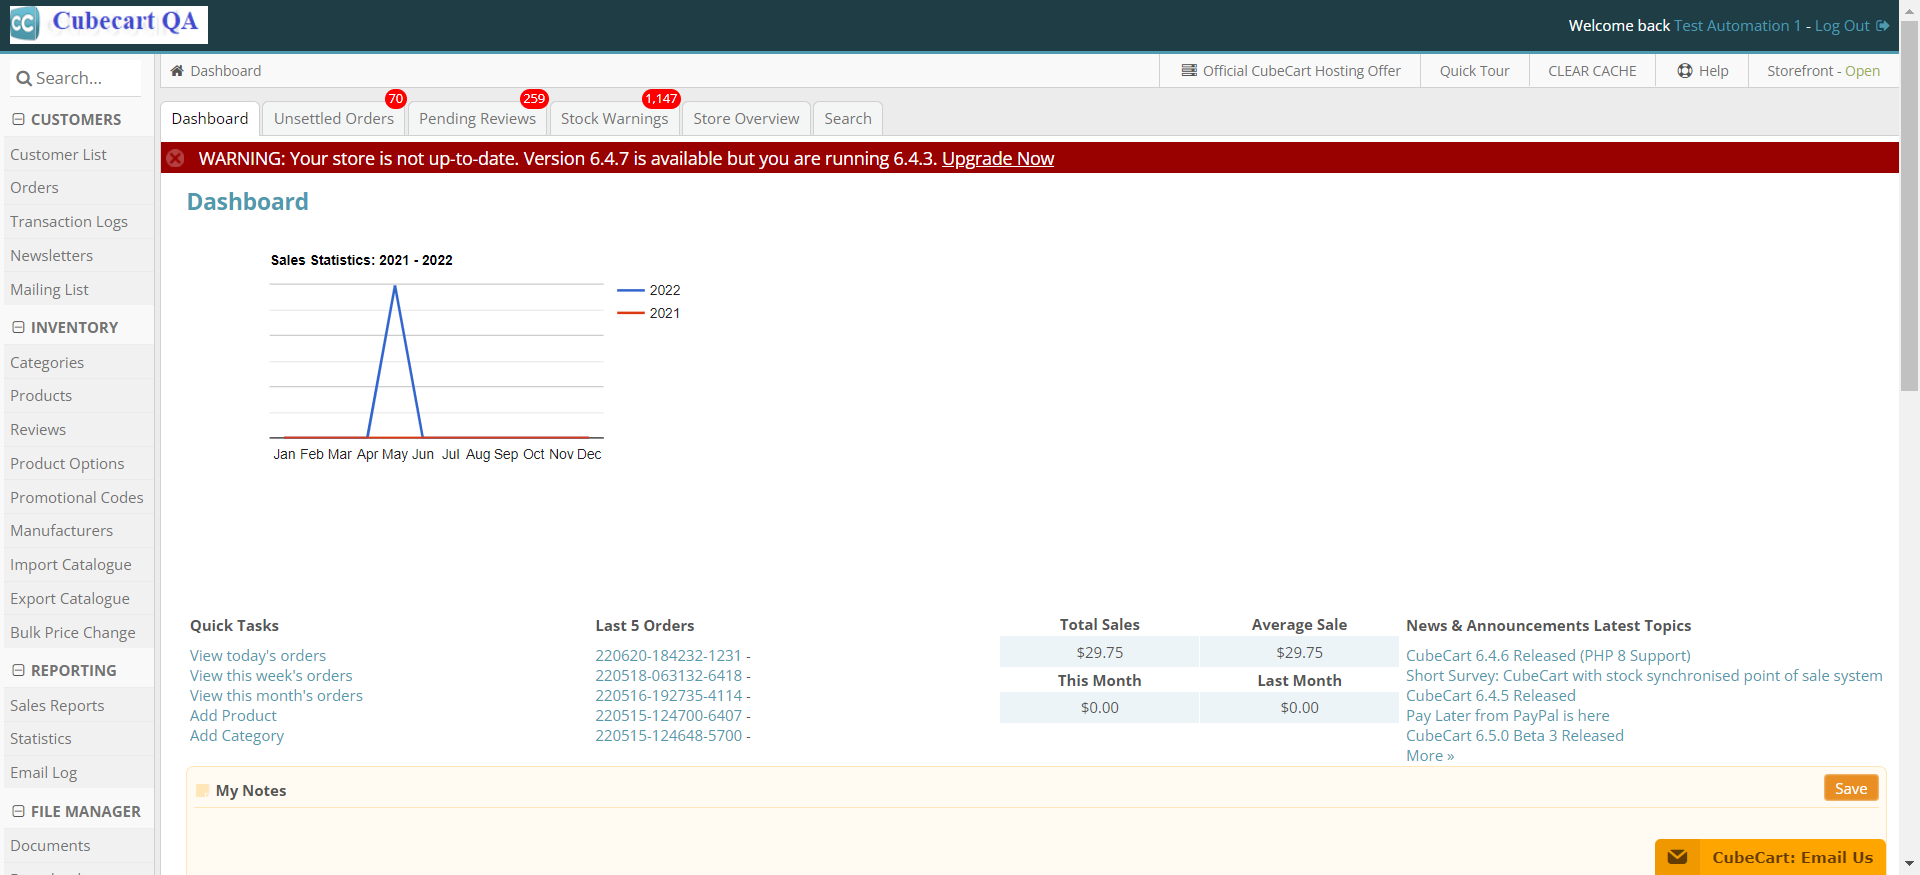 Cubecart QA
Welcome back Test Automation 1 - Log Out
Search...
Dashboard
Official CubeCart Hosting Offer
Quick Tour
CLEAR CACHE
Help
Storefront - Open
CUSTOMERS
Customer List
Orders
Transaction Logs
Newsletters
Mailing List
INVENTORY
Categories
Products
Reviews
Product Options
Promotional Codes
Manufacturers
Import Catalogue
Export Catalogue
Bulk Price Change
REPORTING
Sales Reports
Statistics
Email Log
FILE MANAGER
Documents
Dashboard
Unsettled Orders 70
Pending Reviews 259
Stock Warnings 1,147
Store Overview
Search
WARNING: Your store is not up-to-date. Version 6.4.7 is available but you are running 6.4.3. Upgrade Now
Dashboard
Sales Statistics: 2021 - 2022
2022
2021
Jan Feb Mar Apr May Jun Jul Aug Sep Oct Nov Dec
Quick Tasks
View today's orders
View this week's orders
View this month's orders
Add Product
Add Category
Last 5 Orders
220620-184232-1231 -
220518-063132-6418 -
220516-192735-4114 -
220515-124700-6407 -
220515-124648-5700 -
Total Sales
Average Sale
$29.75
$29.75
This Month
Last Month
$0.00
$0.00
News & Announcements Latest Topics
CubeCart 6.4.6 Released (PHP 8 Support)
Short Survey: CubeCart with stock synchronised point of sale system
CubeCart 6.4.5 Released
Pay Later from PayPal is here
CubeCart 6.5.0 Beta 3 Released
More »
My Notes
Save
CubeCart: Email Us